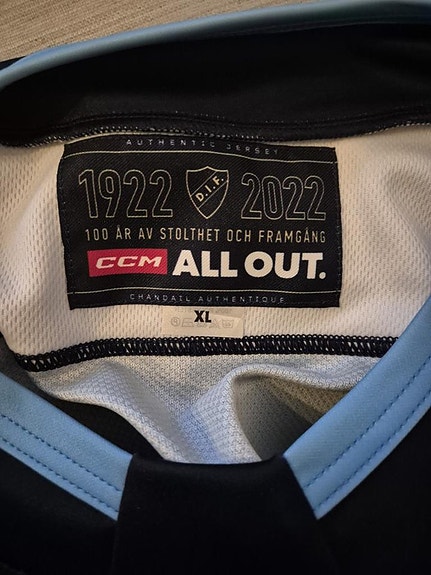 AUTHENTIC JERSEY
1922 D.I.F. 2022
100 ÅR AV STOLTHET OCH FRAMGÅNG
CCM ALL OUT.
CHANDAIL AUTHENTIQUE
XL